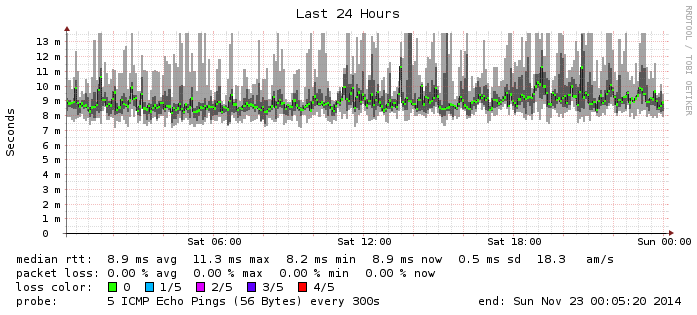 Last 24 Hours
RRDTOOL / TOBI OETIKER
Seconds
13 m
12 m
11 m
10 m
9 m
8 m
7 m
6 m
5 m
4 m
3 m
2 m
1 m
0
Sat 06:00 Sat 12:00 Sat 18:00 Sun 00:00
median rtt: 8.9 ms avg 11.3 ms max 8.2 ms min 8.9 ms now 0.5 ms sd 18.3 am/s
packet loss: 0.00 % avg 0.00 % max 0.00 % min 0.00 % now
loss color: 0 1/5 2/5 3/5 4/5
probe: 5 ICMP Echo Pings (56 Bytes) every 300s end: Sun Nov 23 00:05:20 2014